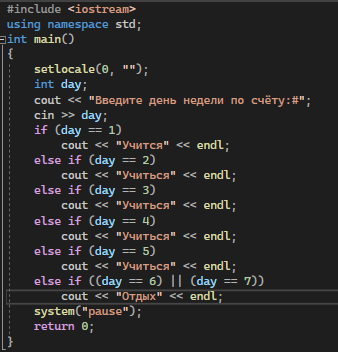 #include <iostream>
using namespace std;
int main()
{
setlocale(0, "");
int day;
cout << "Введите день недели по счёту:#";
cin >> day;
if (day == 1)
cout << "Учится" << endl;
else if (day == 2)
cout << "Учиться" << endl;
else if (day == 3)
cout << "Учиться" << endl;
else if (day == 4)
cout << "Учиться" << endl;
else if (day == 5)
cout << "Учиться" << endl;
else if ((day == 6) || (day == 7))
cout << "Отдых" << endl;
system("pause");
return 0;
}